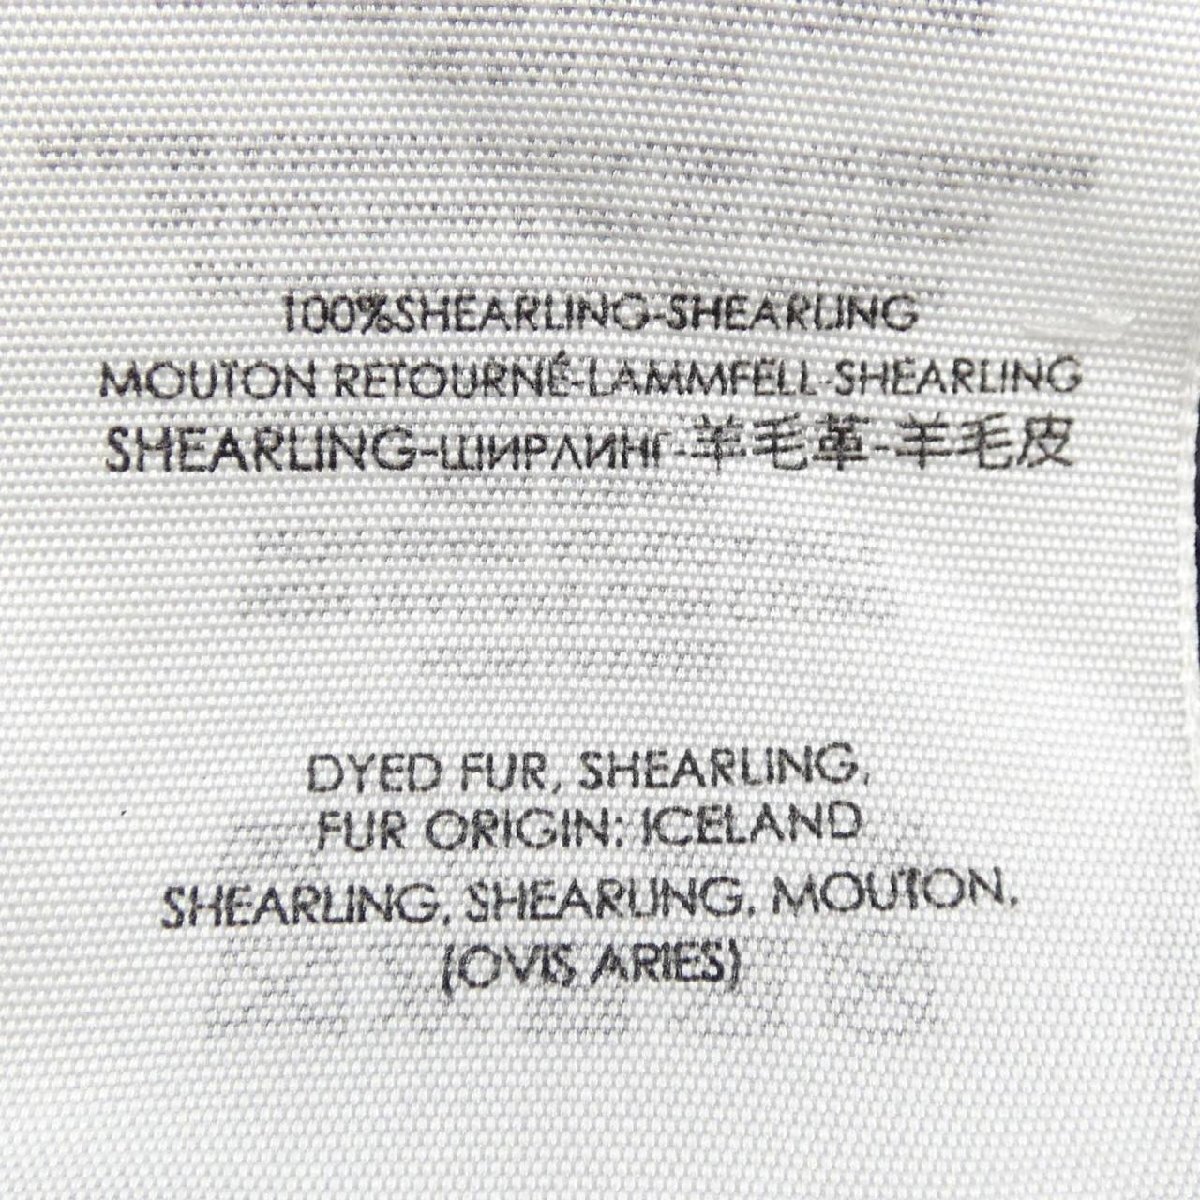 100%SHEARLING-SHEARLING
MOUTON RETOURNÉ-LAMMFELL-SHEARLING
SHEARLING-ШИРЛИНГ-羊毛革-羊毛皮
DYED FUR, SHEARLING,
FUR ORIGIN: ICELAND
SHEARLING, SHEARLING, MOUTON,
(OVIS ARIES)